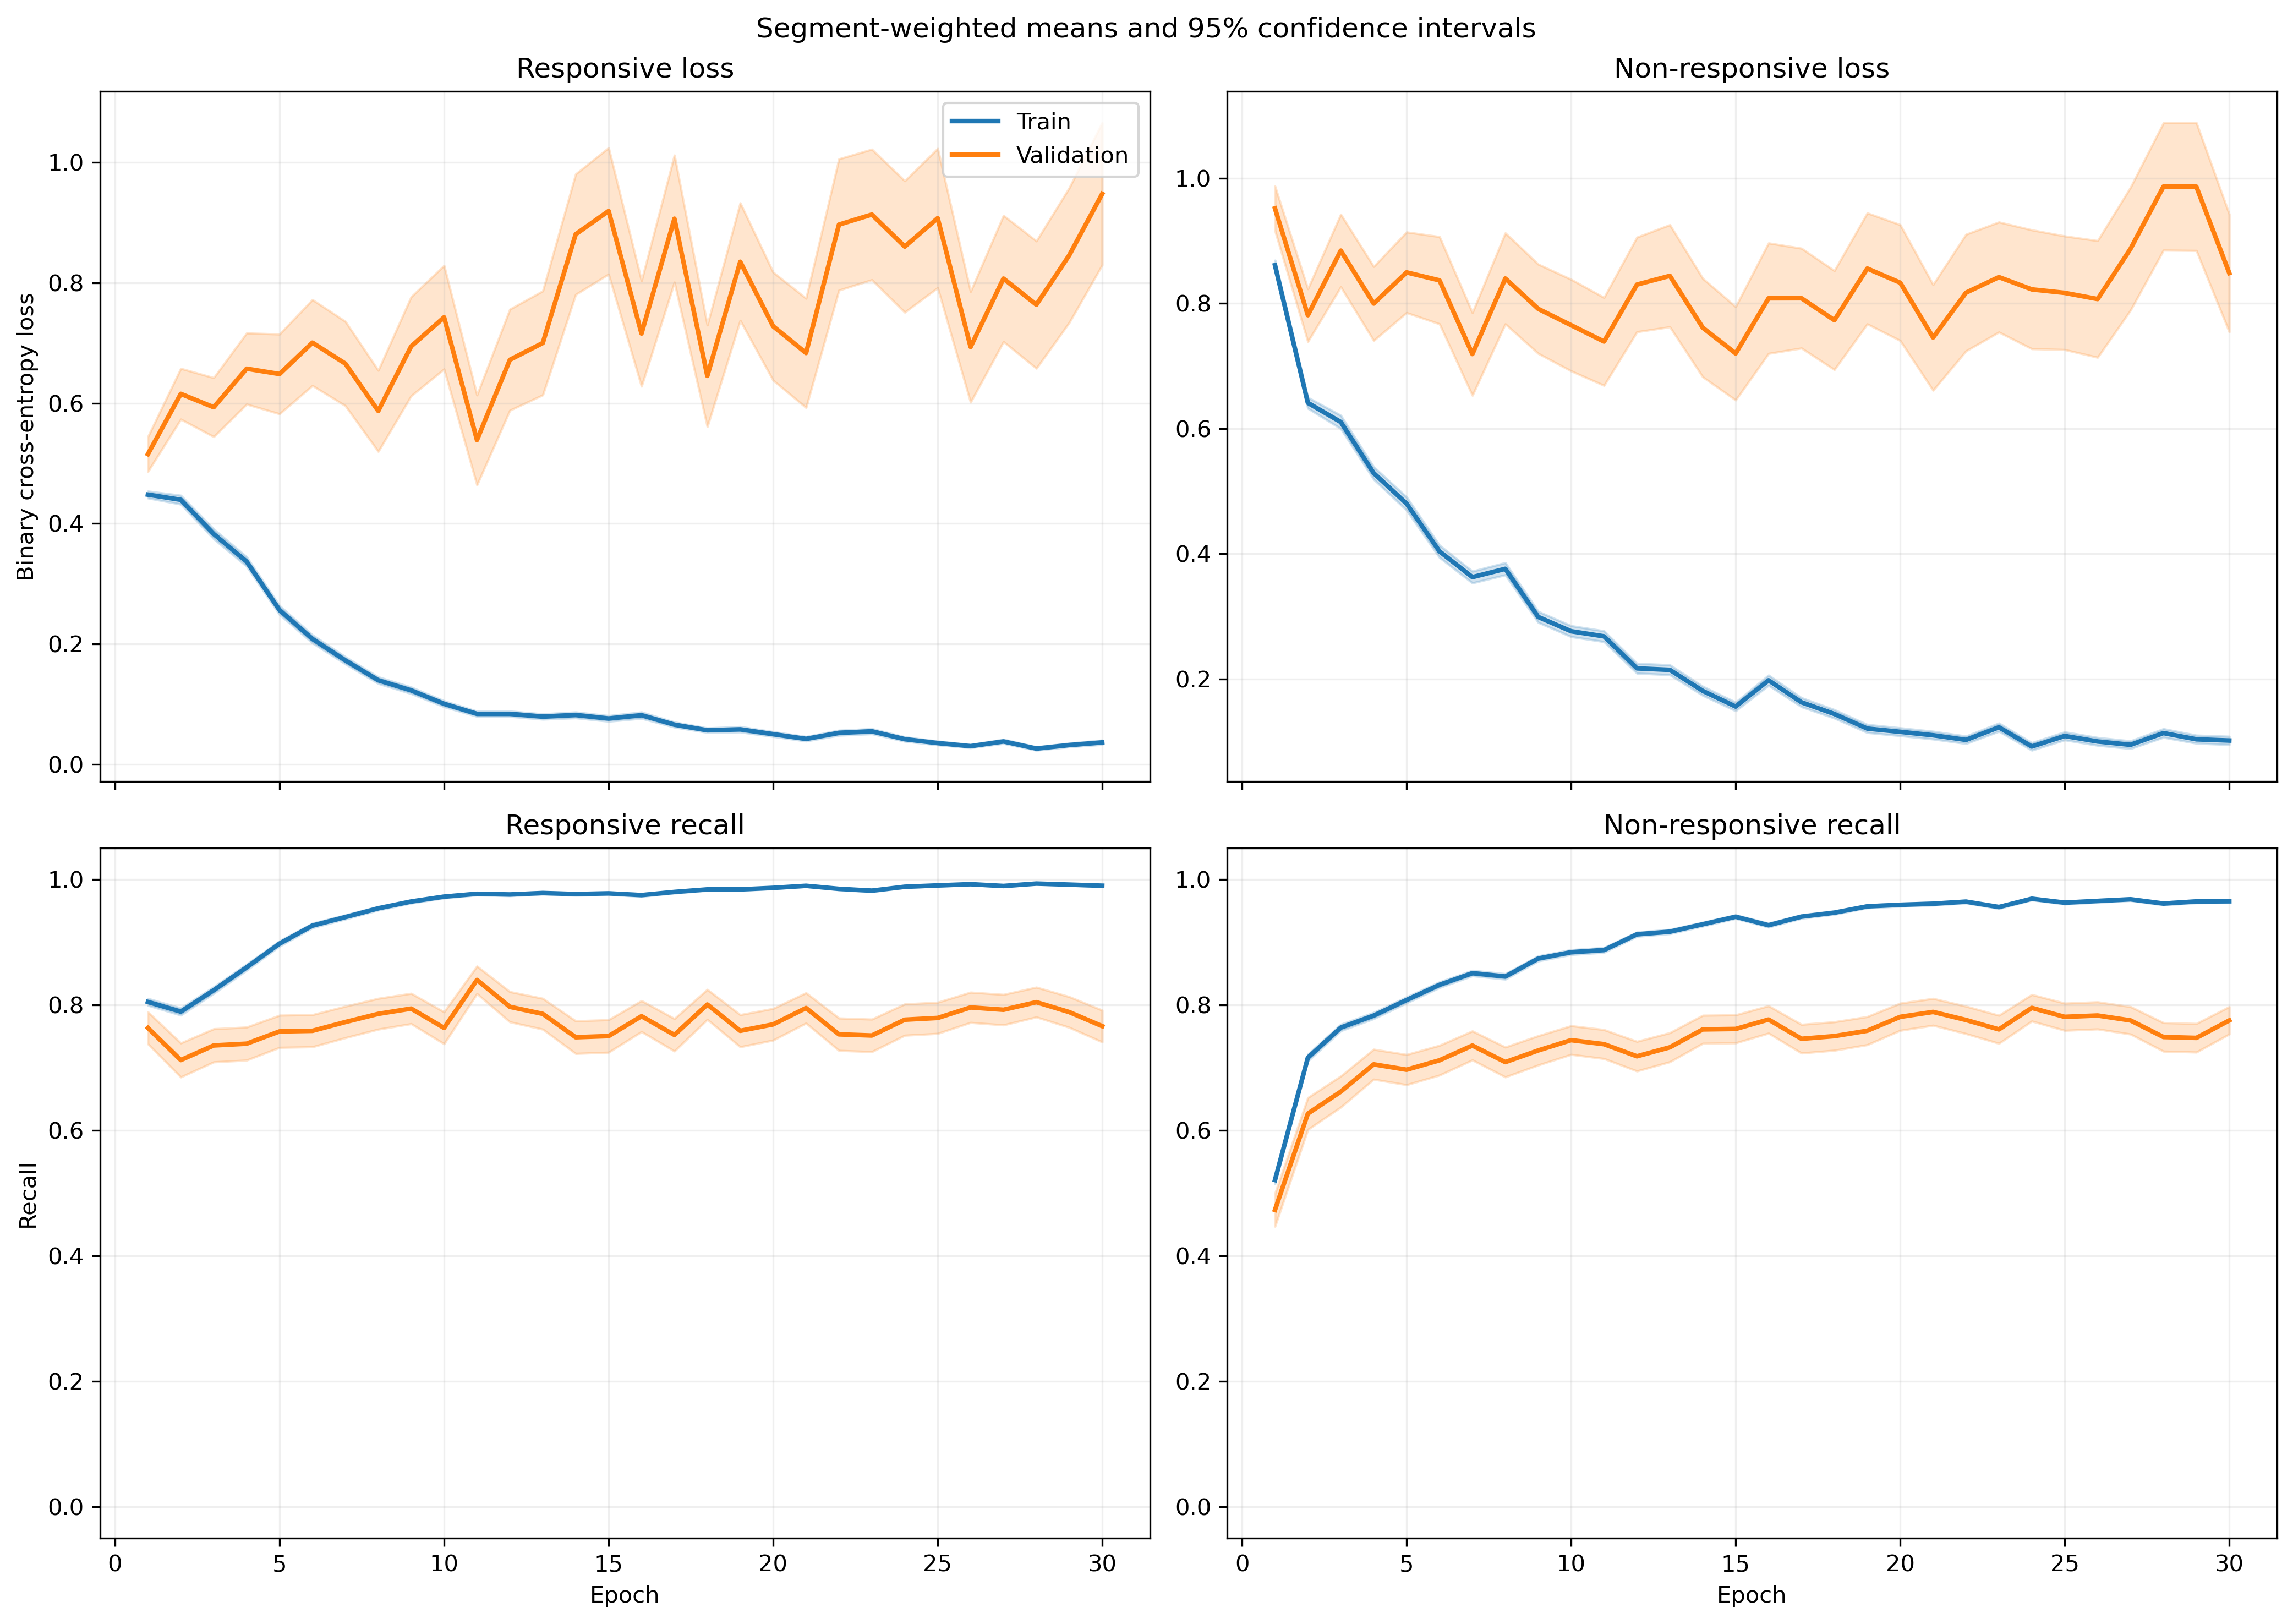 Segment-weighted means and 95% confidence intervals
Responsive loss
Non-responsive loss
Train
Validation
Binary cross-entropy loss
1.0
0.8
0.6
0.4
0.2
0.0
1.0
0.8
0.6
0.4
0.2
Responsive recall
Non-responsive recall
Recall
1.0
0.8
0.6
0.4
0.2
0.0
0 5 10 15 20 25 30
Epoch
1.0
0.8
0.6
0.4
0.2
0.0
0 5 10 15 20 25 30
Epoch